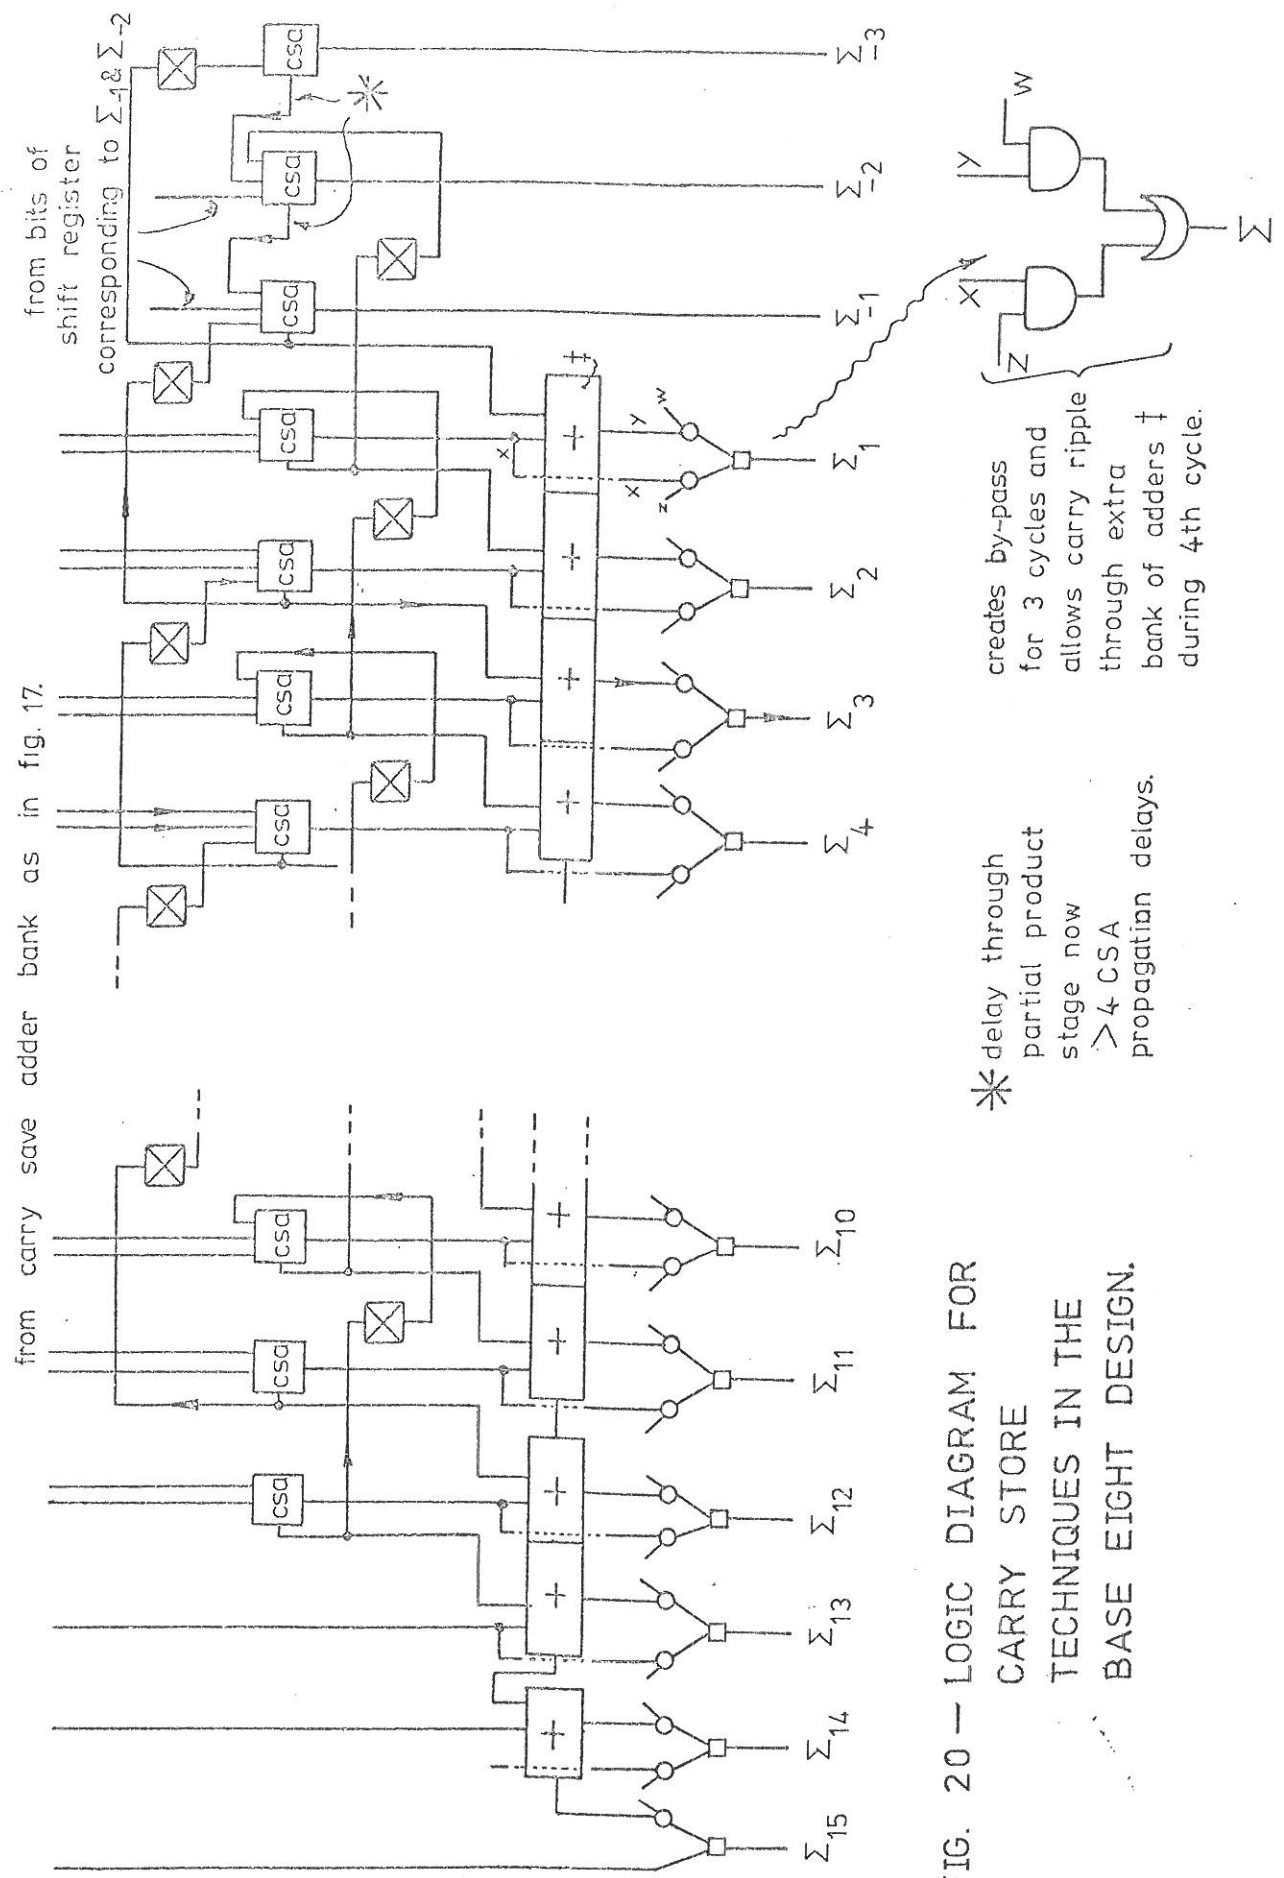 from carry save adder bank as in fig. 17.
from bits of
shift register
corresponding to Σ-1 & Σ-2
csa
csa
csa
csa
csa
csa
csa
csa
csa
csa
*
+
+
+
+
+
+
+
+
+
‡
x
y
w
x
z
Σ15
Σ14
Σ13
Σ12
Σ11
Σ10
Σ4
Σ3
Σ2
Σ1
Σ-1
Σ-2
Σ-3
z
x
y
w
Σ
creates by-pass
for 3 cycles and
allows carry ripple
through extra
bank of adders ‡
during 4th cycle.
* delay through
partial product
stage now
>4 CSA
propagation delays.
FIG. 20 — LOGIC DIAGRAM FOR
CARRY STORE
TECHNIQUES IN THE
BASE EIGHT DESIGN.